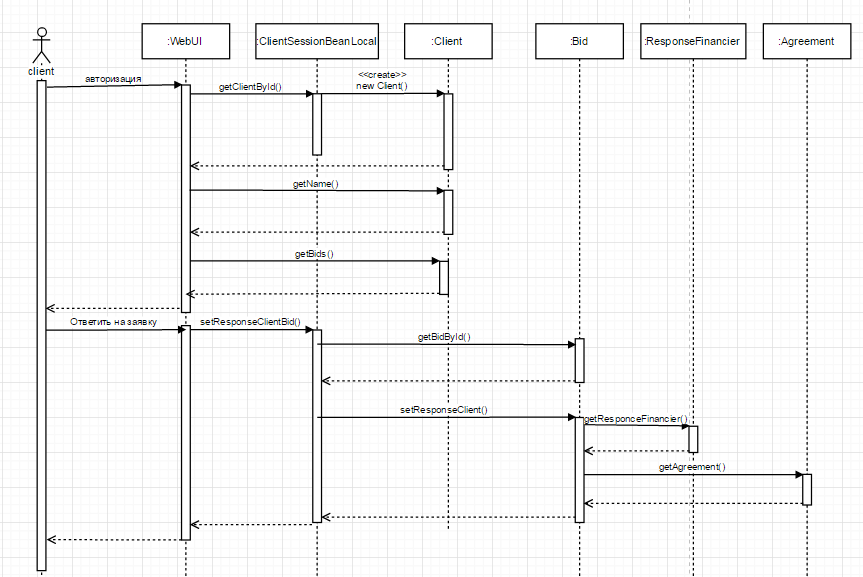 :WebUI
:ClientSessionBeanLocal
:Client
:Bid
:ResponseFinancier
:Agreement
client
авторизация
getClientById()
<<create>>
new Client()
getName()
getBids()
Ответить на заявку
setResponseClientBid()
getBidById()
setResponseClient()
getResponceFinancier()
getAgreement()